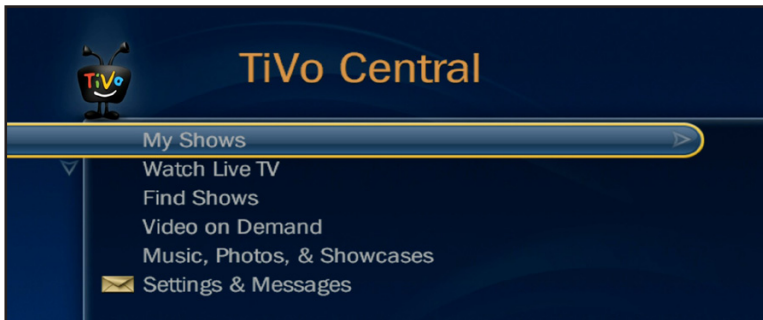 TiVo
TiVo Central
My Shows
Watch Live TV
Find Shows
Video on Demand
Music, Photos, & Showcases
Settings & Messages